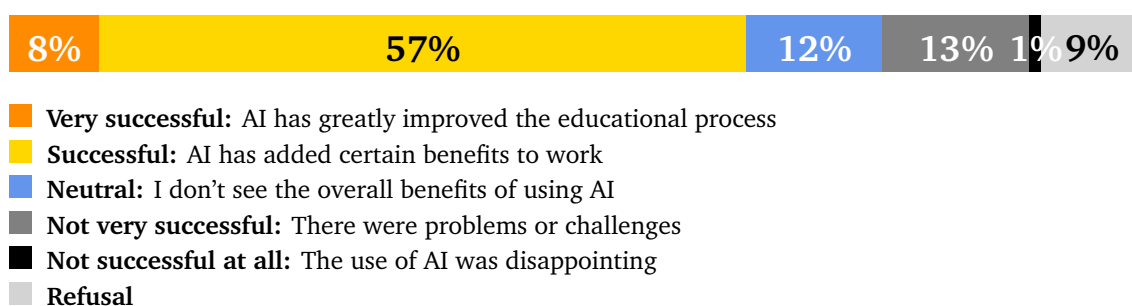 8% 57% 12% 13% 1% 9%
Very successful: AI has greatly improved the educational process
Successful: AI has added certain benefits to work
Neutral: I don’t see the overall benefits of using AI
Not very successful: There were problems or challenges
Not successful at all: The use of AI was disappointing
Refusal